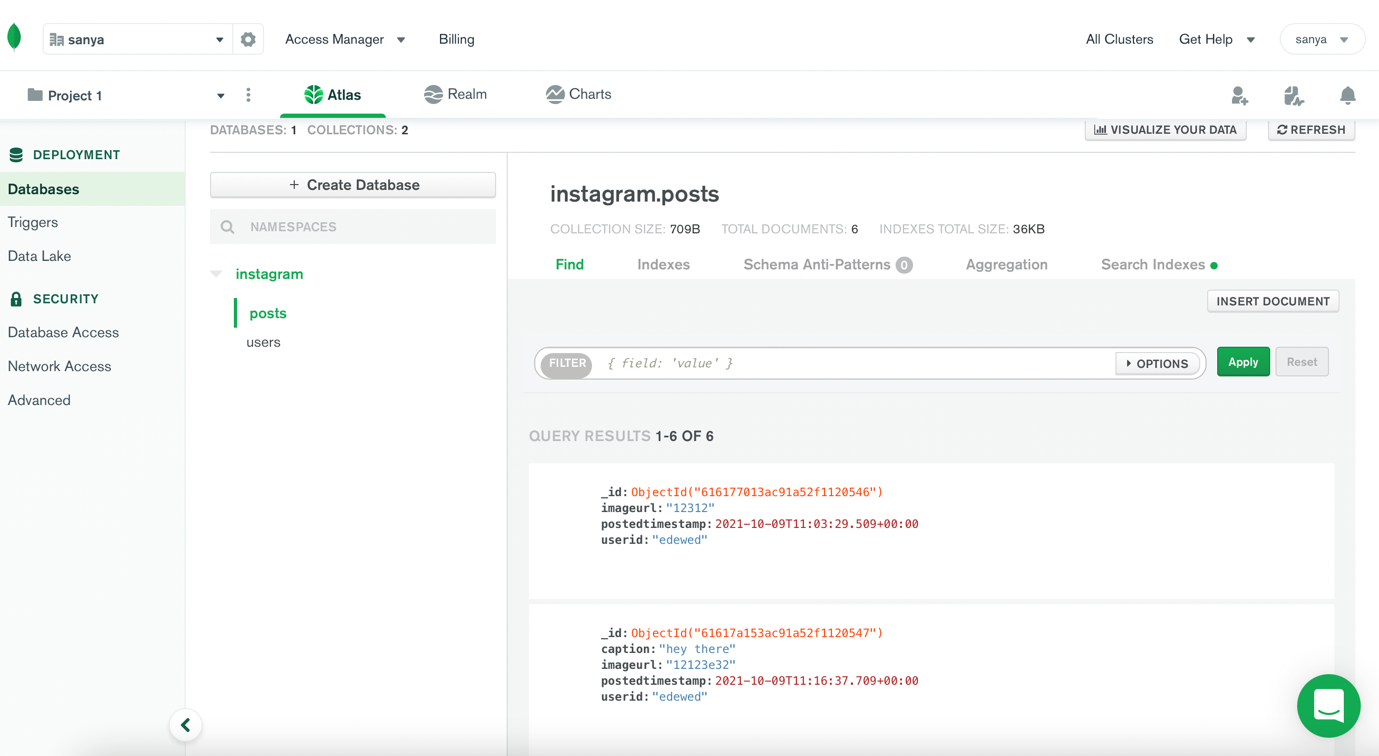 sanya
Access Manager
Billing
All Clusters
Get Help
sanya
Project 1
Atlas
Realm
Charts
DATABASES: 1 COLLECTIONS: 2
VISUALIZE YOUR DATA
REFRESH
DEPLOYMENT
Databases
Triggers
Data Lake
SECURITY
Database Access
Network Access
Advanced
+ Create Database
NAMESPACES
instagram
posts
users
instagram.posts
COLLECTION SIZE: 709B TOTAL DOCUMENTS: 6 INDEXES TOTAL SIZE: 36KB
Find
Indexes
Schema Anti-Patterns 0
Aggregation
Search Indexes
INSERT DOCUMENT
FILTER { field: 'value' }
OPTIONS
Apply
Reset
QUERY RESULTS 1-6 OF 6
_id: ObjectId("616177013ac91a52f1120546")
imageurl: "12312"
postedtimestamp: 2021-10-09T11:03:29.509+00:00
userid: "edewed"
_id: ObjectId("61617a153ac91a52f1120547")
caption: "hey there"
imageurl: "12123e32"
postedtimestamp: 2021-10-09T11:16:37.709+00:00
userid: "edewed"